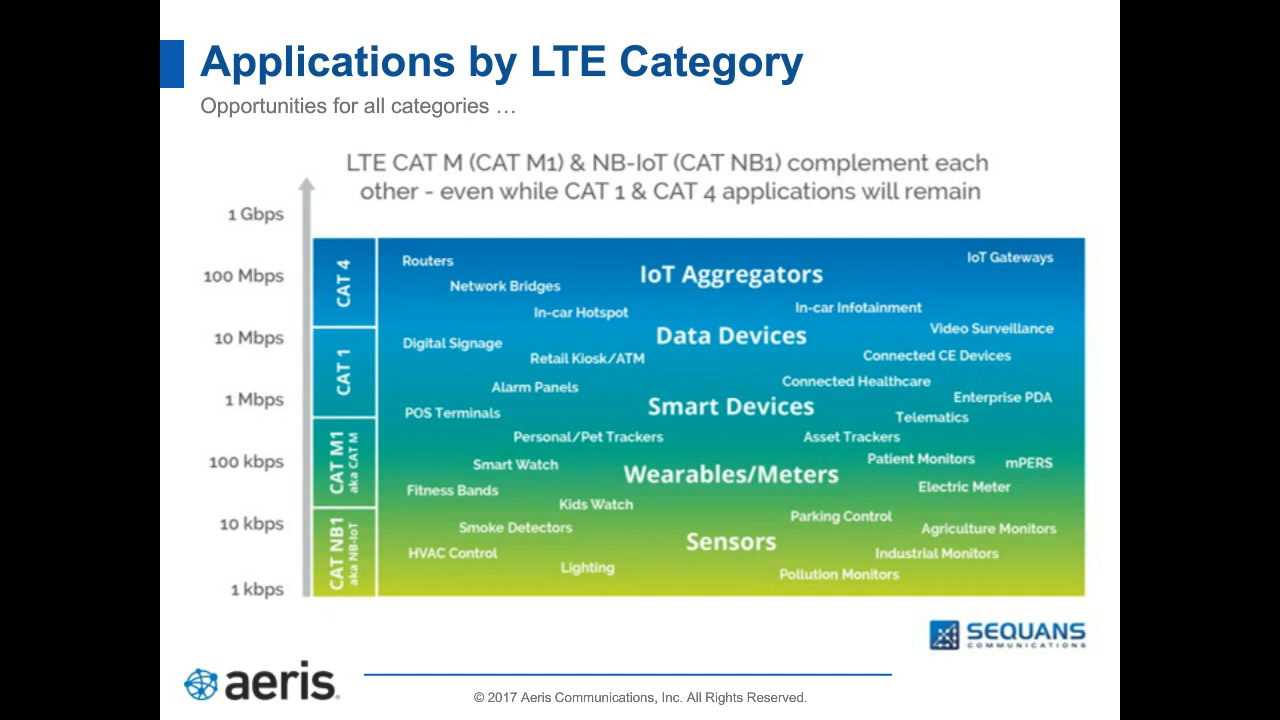 Applications by LTE Category
Opportunities for all categories …
LTE CAT M (CAT M1) & NB-IoT (CAT NB1) complement each
other - even while CAT 1 & CAT 4 applications will remain
1 Gbps
100 Mbps
10 Mbps
1 Mbps
100 kbps
10 kbps
1 kbps
CAT 4
CAT 1
CAT M1
aka CAT M
CAT NB1
aka NB-IoT
Routers
IoT Gateways
IoT Aggregators
Network Bridges
In-car Hotspot
In-car Infotainment
Data Devices
Video Surveillance
Digital Signage
Retail Kiosk/ATM
Connected CE Devices
Alarm Panels
Connected Healthcare
Enterprise PDA
Smart Devices
POS Terminals
Telematics
Personal/Pet Trackers
Asset Trackers
Smart Watch
Patient Monitors
mPERS
Wearables/Meters
Fitness Bands
Electric Meter
Kids Watch
Parking Control
Smoke Detectors
Agriculture Monitors
Sensors
HVAC Control
Industrial Monitors
Lighting
Pollution Monitors
SEQUANS
COMMUNICATIONS
aeris
© 2017 Aeris Communications, Inc. All Rights Reserved.